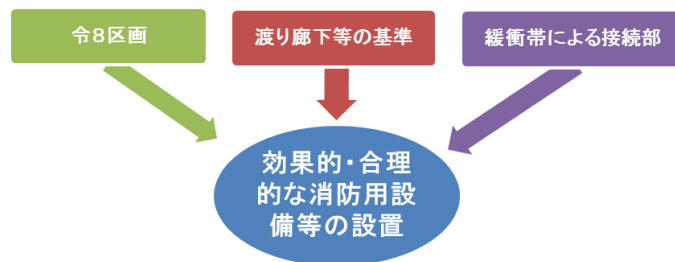 令８区画
渡り廊下等の基準
緩衝帯による接続部
効果的・合理
的な消防用設
備等の設置